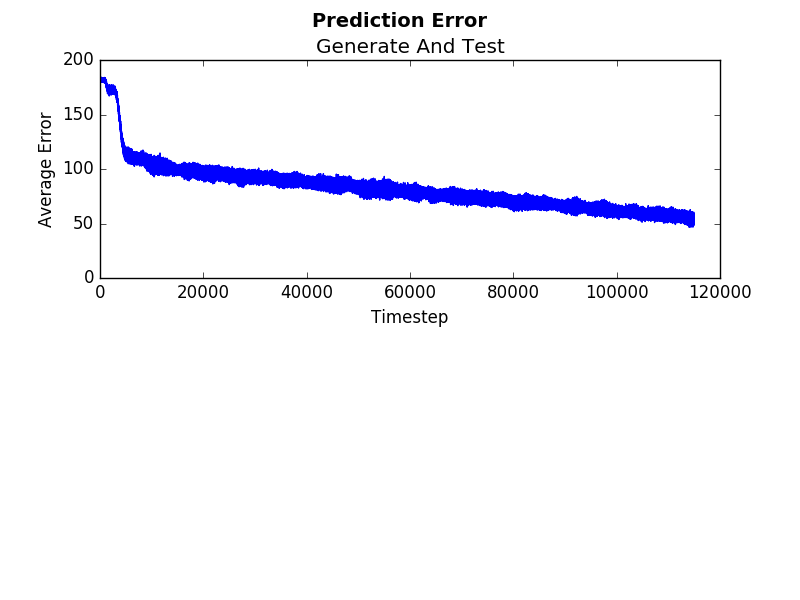 Prediction Error
Generate And Test
200
150
100
50
0
Average Error
0 20000 40000 60000 80000 100000 120000
Timestep